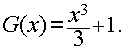 G(x) = x³/3 + 1.